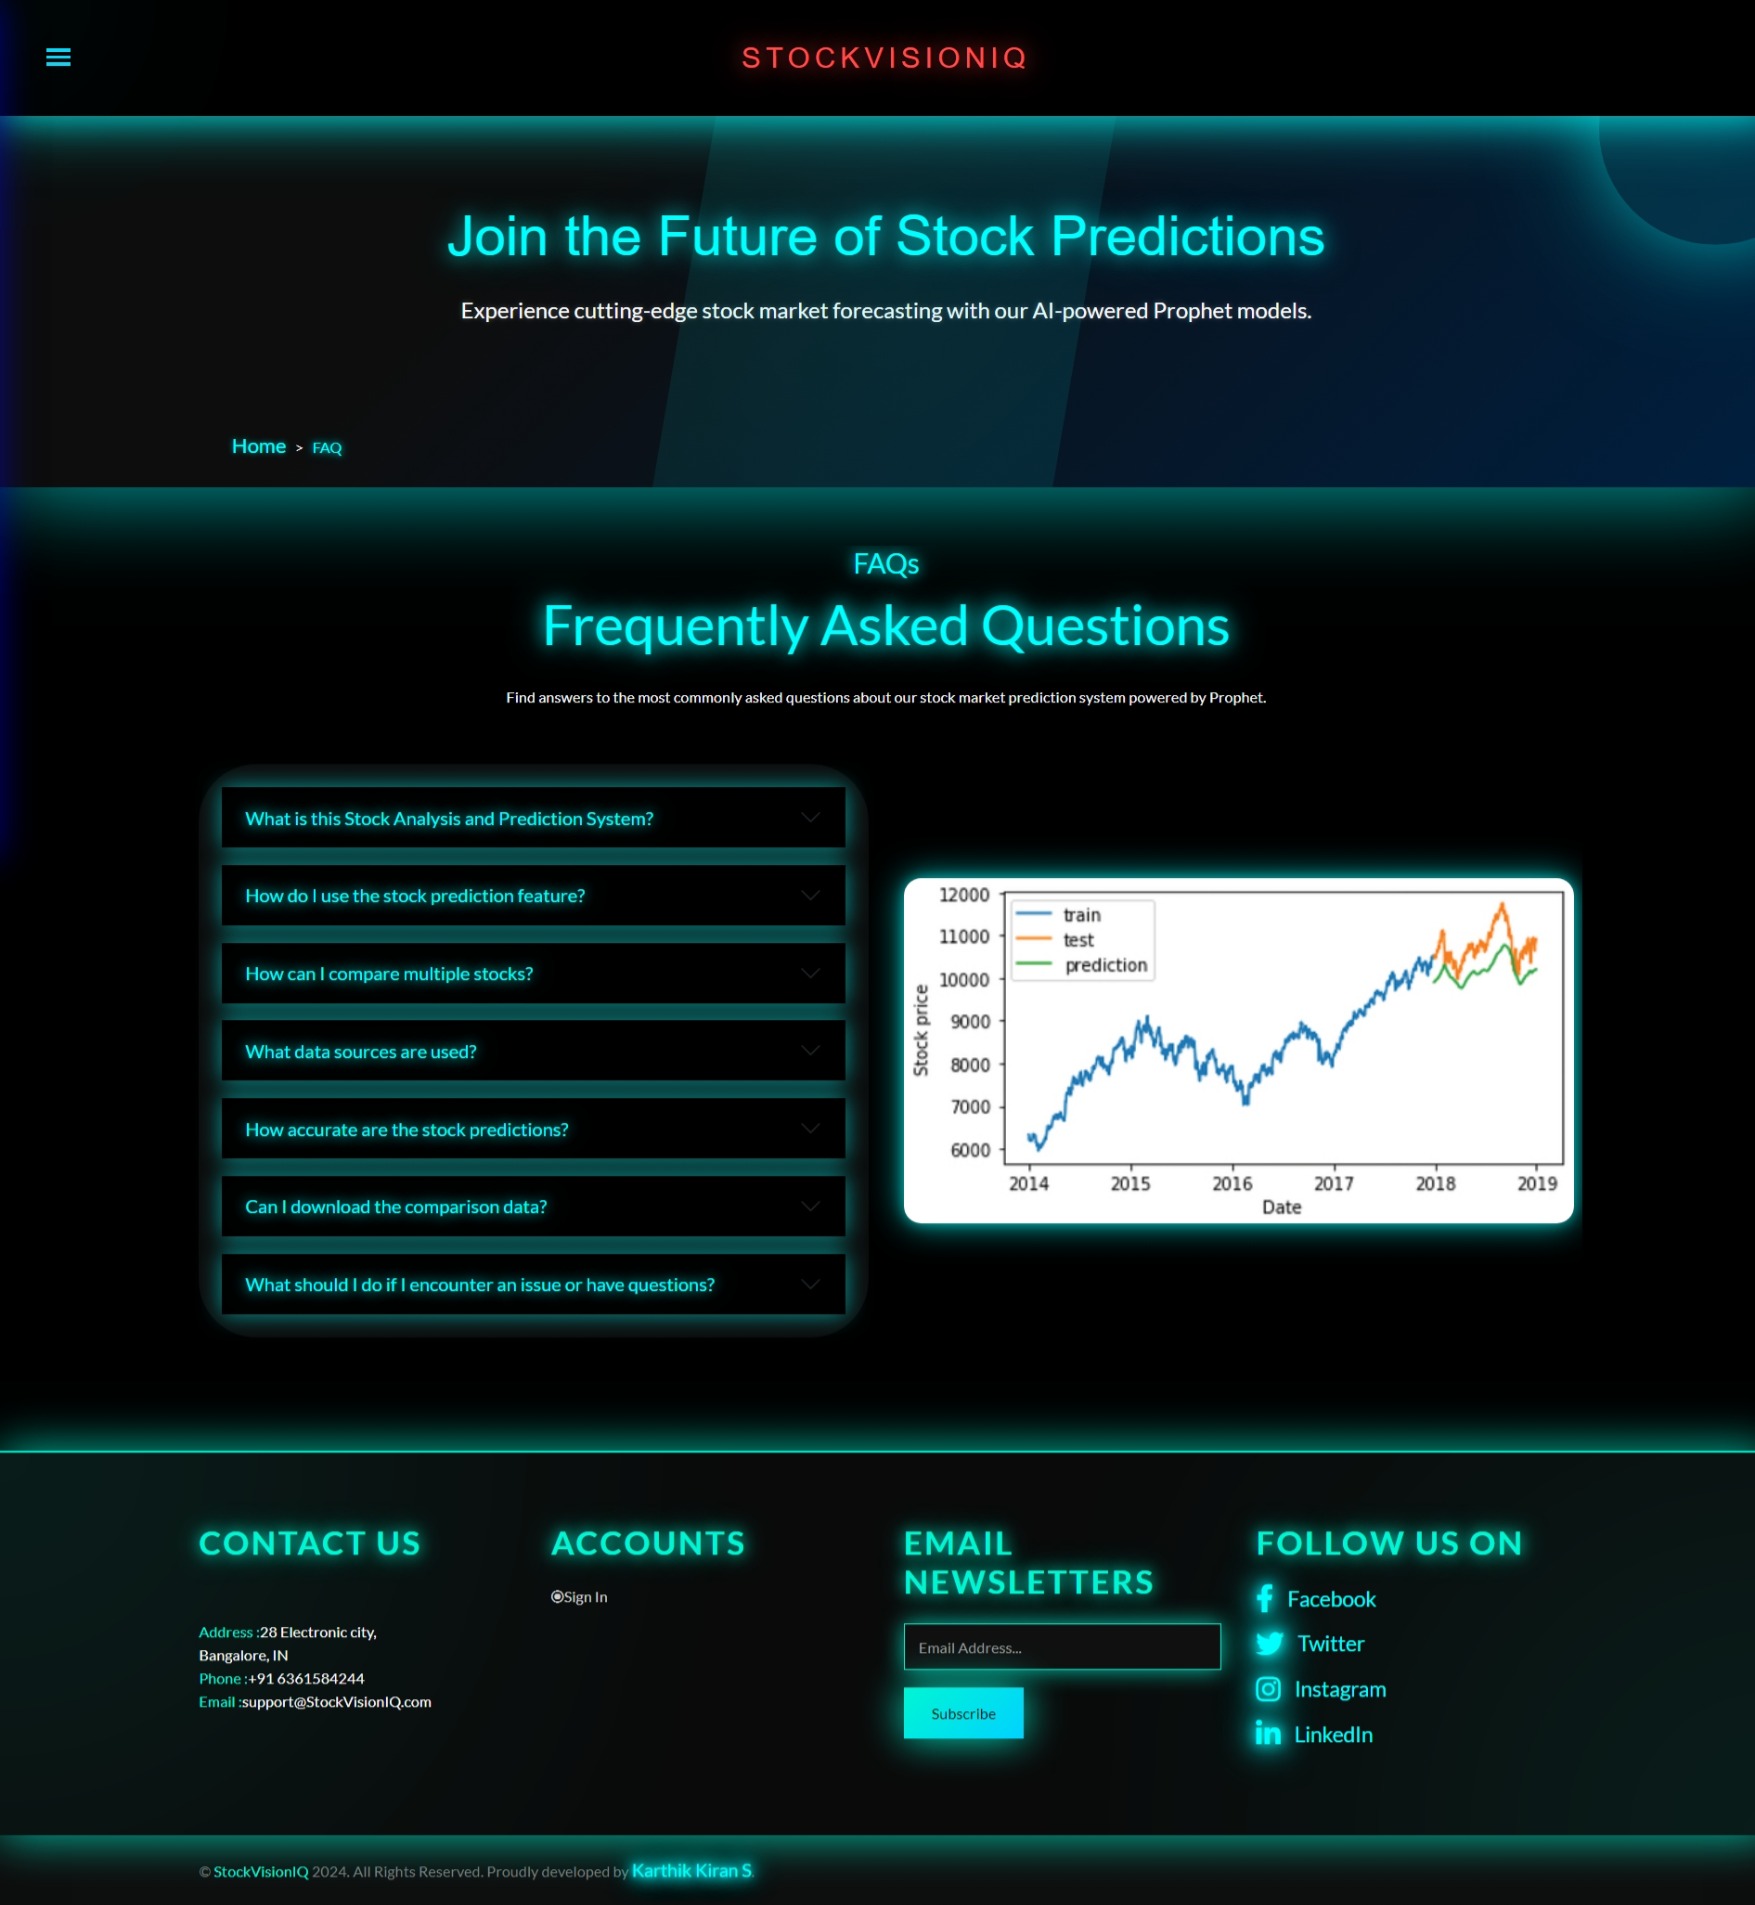 STOCKVISIONIQ
Join the Future of Stock Predictions
Experience cutting-edge stock market forecasting with our AI-powered Prophet models.
Home > FAQ
FAQs
Frequently Asked Questions
Find answers to the most commonly asked questions about our stock market prediction system powered by Prophet.
What is this Stock Analysis and Prediction System?
How do I use the stock prediction feature?
How can I compare multiple stocks?
What data sources are used?
How accurate are the stock predictions?
Can I download the comparison data?
What should I do if I encounter an issue or have questions?
12000
11000
10000
9000
8000
7000
6000
Stock price
train
test
prediction
2014 2015 2016 2017 2018 2019
Date
CONTACT US
Address :28 Electronic city,
Bangalore, IN
Phone :+91 6361584244
Email :support@StockVisionIQ.com
ACCOUNTS
Sign In
EMAIL
NEWSLETTERS
Email Address...
Subscribe
FOLLOW US ON
Facebook
Twitter
Instagram
LinkedIn
© StockVisionIQ 2024. All Rights Reserved. Proudly developed by Karthik Kiran S.